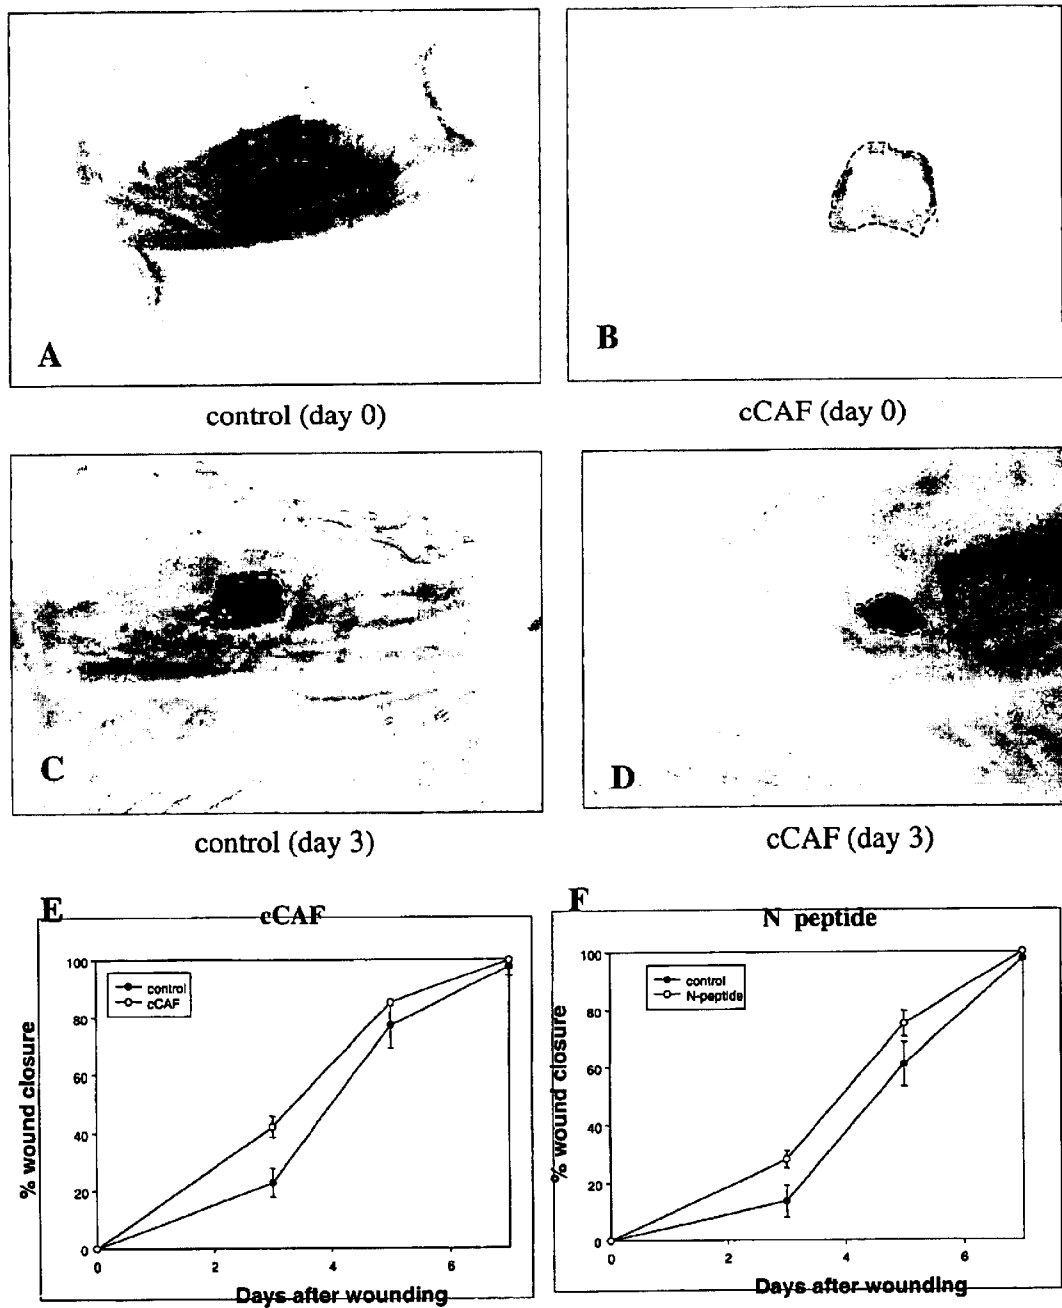 A
B
control (day 0)
cCAF (day 0)
C
D
control (day 3)
cCAF (day 3)
E
cCAF
100
80
60
40
20
0
control
cCAF
% wound closure
0
2
4
6
Days after wounding
F
N peptide
100
80
60
40
20
0
control
N-peptide
% wound closure
0
2
4
6
Days after wounding